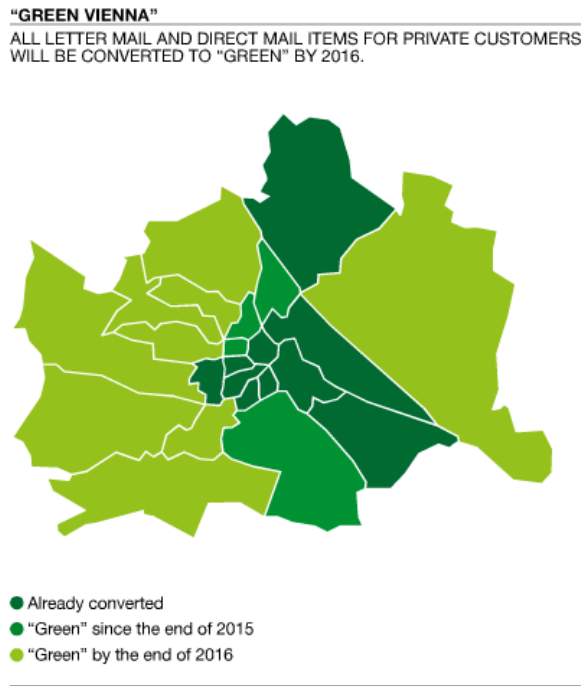 “GREEN VIENNA”
ALL LETTER MAIL AND DIRECT MAIL ITEMS FOR PRIVATE CUSTOMERS
WILL BE CONVERTED TO “GREEN” BY 2016.
Already converted
“Green” since the end of 2015
“Green” by the end of 2016